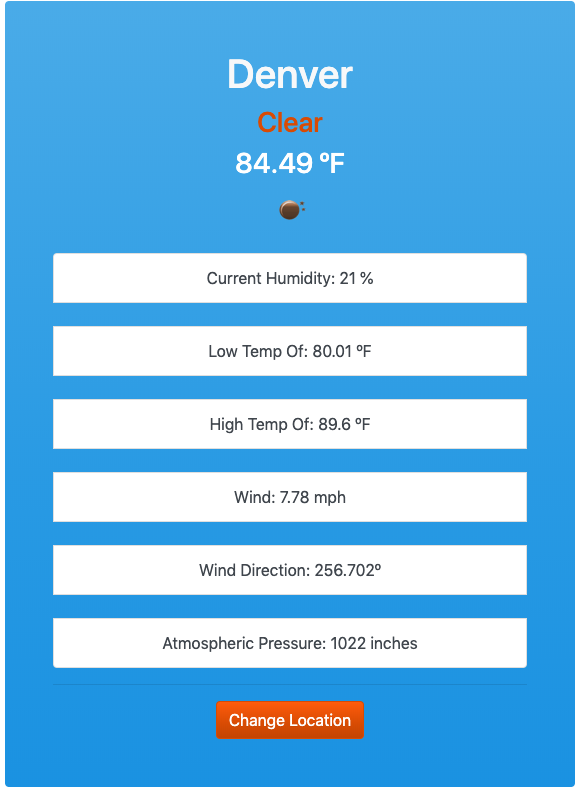 Denver
Clear
84.49 ºF
Current Humidity: 21 %
Low Temp Of: 80.01 ºF
High Temp Of: 89.6 ºF
Wind: 7.78 mph
Wind Direction: 256.702º
Atmospheric Pressure: 1022 inches
Change Location